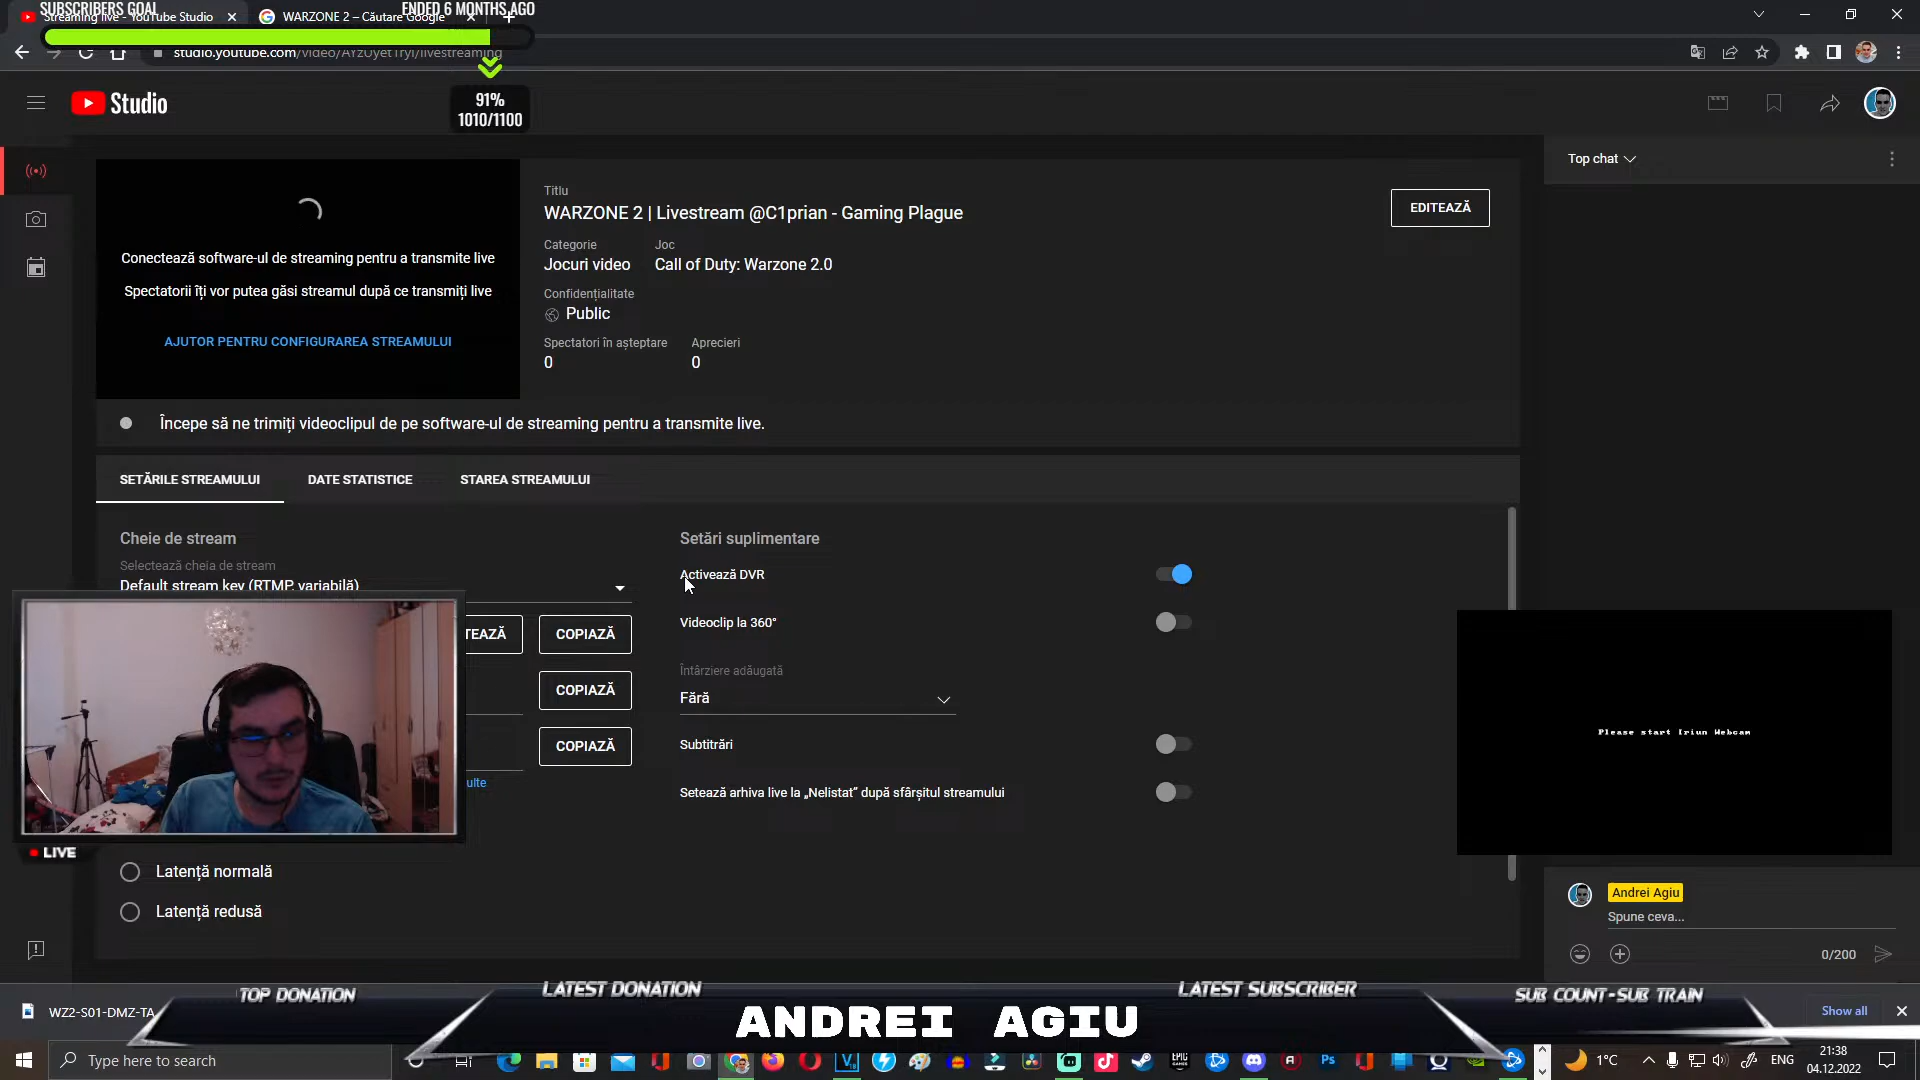 SUBSCRIBERS GOAL
ENDED 6 MONTHS AGO
Streaming live - YouTube Studio
WARZONE 2 – Căutare Google
studio.youtube.com/video/AYzUyetTryI/livestreaming
91%
1010/1100
Studio
Top chat
Conectează software-ul de streaming pentru a transmite live
Spectatorii îți vor putea găsi streamul după ce transmiți live
AJUTOR PENTRU CONFIGURAREA STREAMULUI
Titlu
WARZONE 2 | Livestream @C1prian - Gaming Plague
EDITEAZĂ
Categorie
Joc
Jocuri video
Call of Duty: Warzone 2.0
Confidențialitate
Public
Spectatori în așteptare
Aprecieri
0
0
Începe să ne trimiți videoclipul de pe software-ul de streaming pentru a transmite live.
SETĂRILE STREAMULUI
DATE STATISTICE
STAREA STREAMULUI
Cheie de stream
Selectează cheia de stream
Default stream key (RTMP, variabilă)
TEAZĂ
COPIAZĂ
COPIAZĂ
COPIAZĂ
ulte
Setări suplimentare
Activează DVR
Videoclip la 360°
Întârziere adăugată
Fără
Subtitrări
Setează arhiva live la „Nelistat” după sfârșitul streamului
LIVE
Latență normală
Latență redusă
Please start Iriun Webcam
Andrei Agiu
Spune ceva...
0/200
TOP DONATION
LATEST DONATION
LATEST SUBSCRIBER
SUB COUNT-SUB TRAIN
WZ2-S01-DMZ-TA
ANDREI AGIU
Show all
Type here to search
1°C
ENG
21:38
04.12.2022